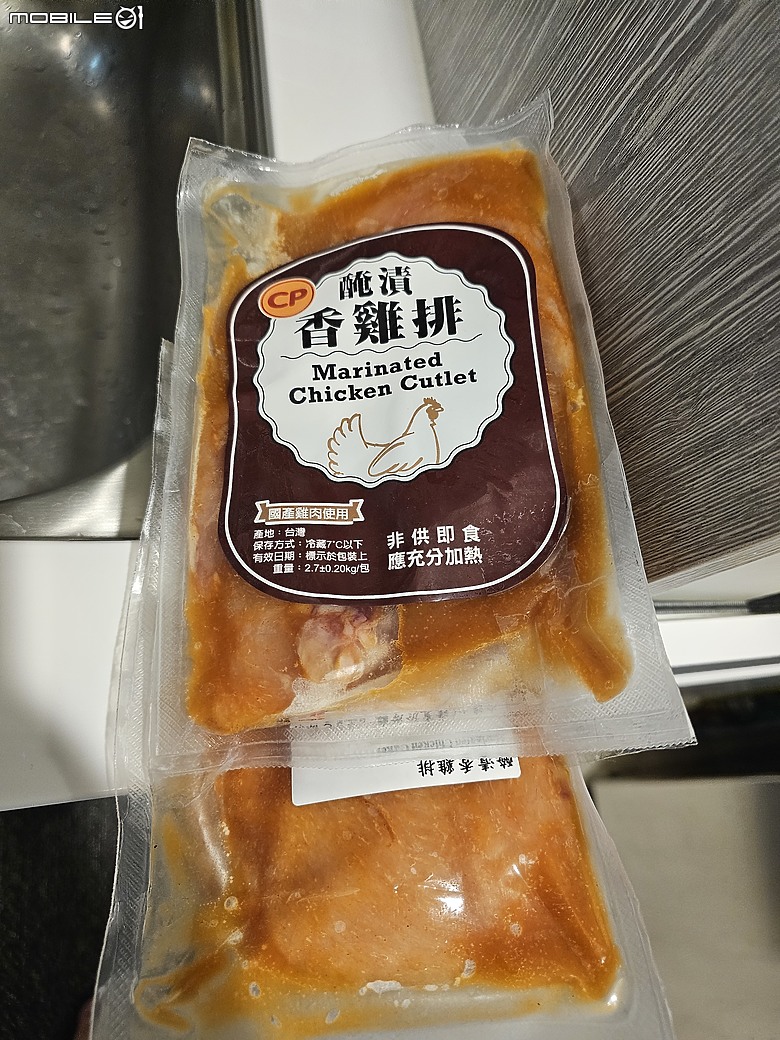 MOBILE01
CP
醃漬
香雞排
Marinated
Chicken Cutlet
國產雞肉使用
產地：台灣
保存方式：冷藏7℃以下
有效日期：標示於包裝上
重量：2.7±0.20kg/包
非供即食
應充分加熱
醃漬香雞排